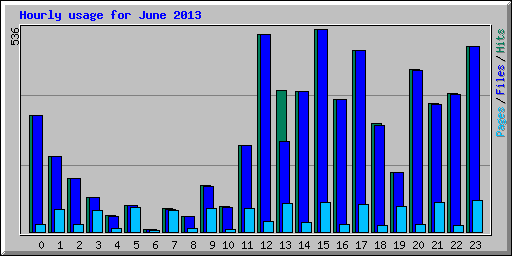 Hourly usage for June 2013
536
Pages / Files / Hits
0 1 2 3 4 5 6 7 8 9 10 11 12 13 14 15 16 17 18 19 20 21 22 23